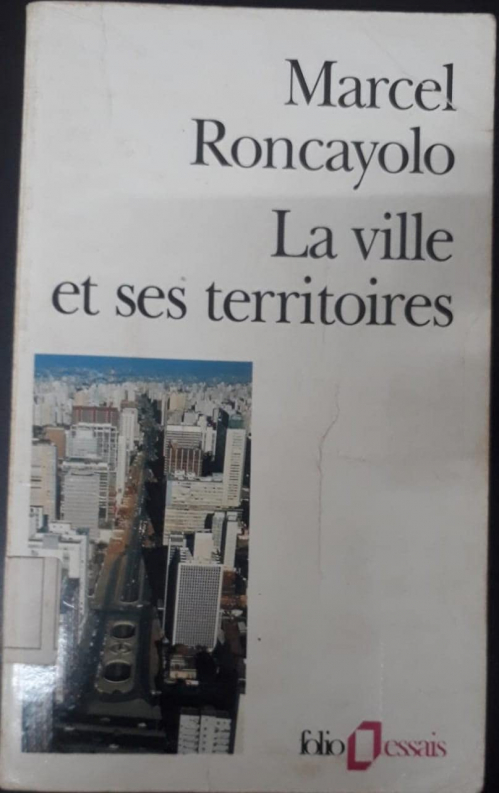 Marcel
Roncayolo
La ville
et ses territoires
folio essais